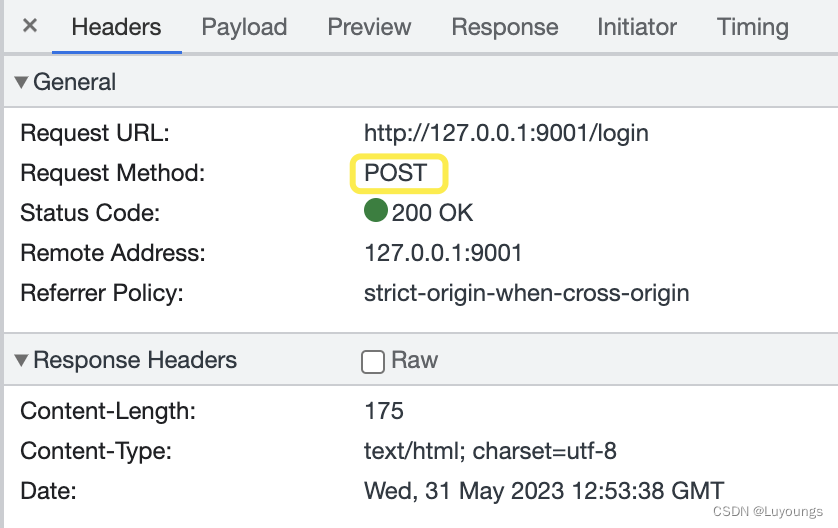 × Headers Payload Preview Response Initiator Timing
▼ General
Request URL: http://127.0.0.1:9001/login
Request Method: POST
Status Code: 200 OK
Remote Address: 127.0.0.1:9001
Referrer Policy: strict-origin-when-cross-origin
▼ Response Headers Raw
Content-Length: 175
Content-Type: text/html; charset=utf-8
Date: Wed, 31 May 2023 12:53:38 GMT
CSDN @Luyoungs